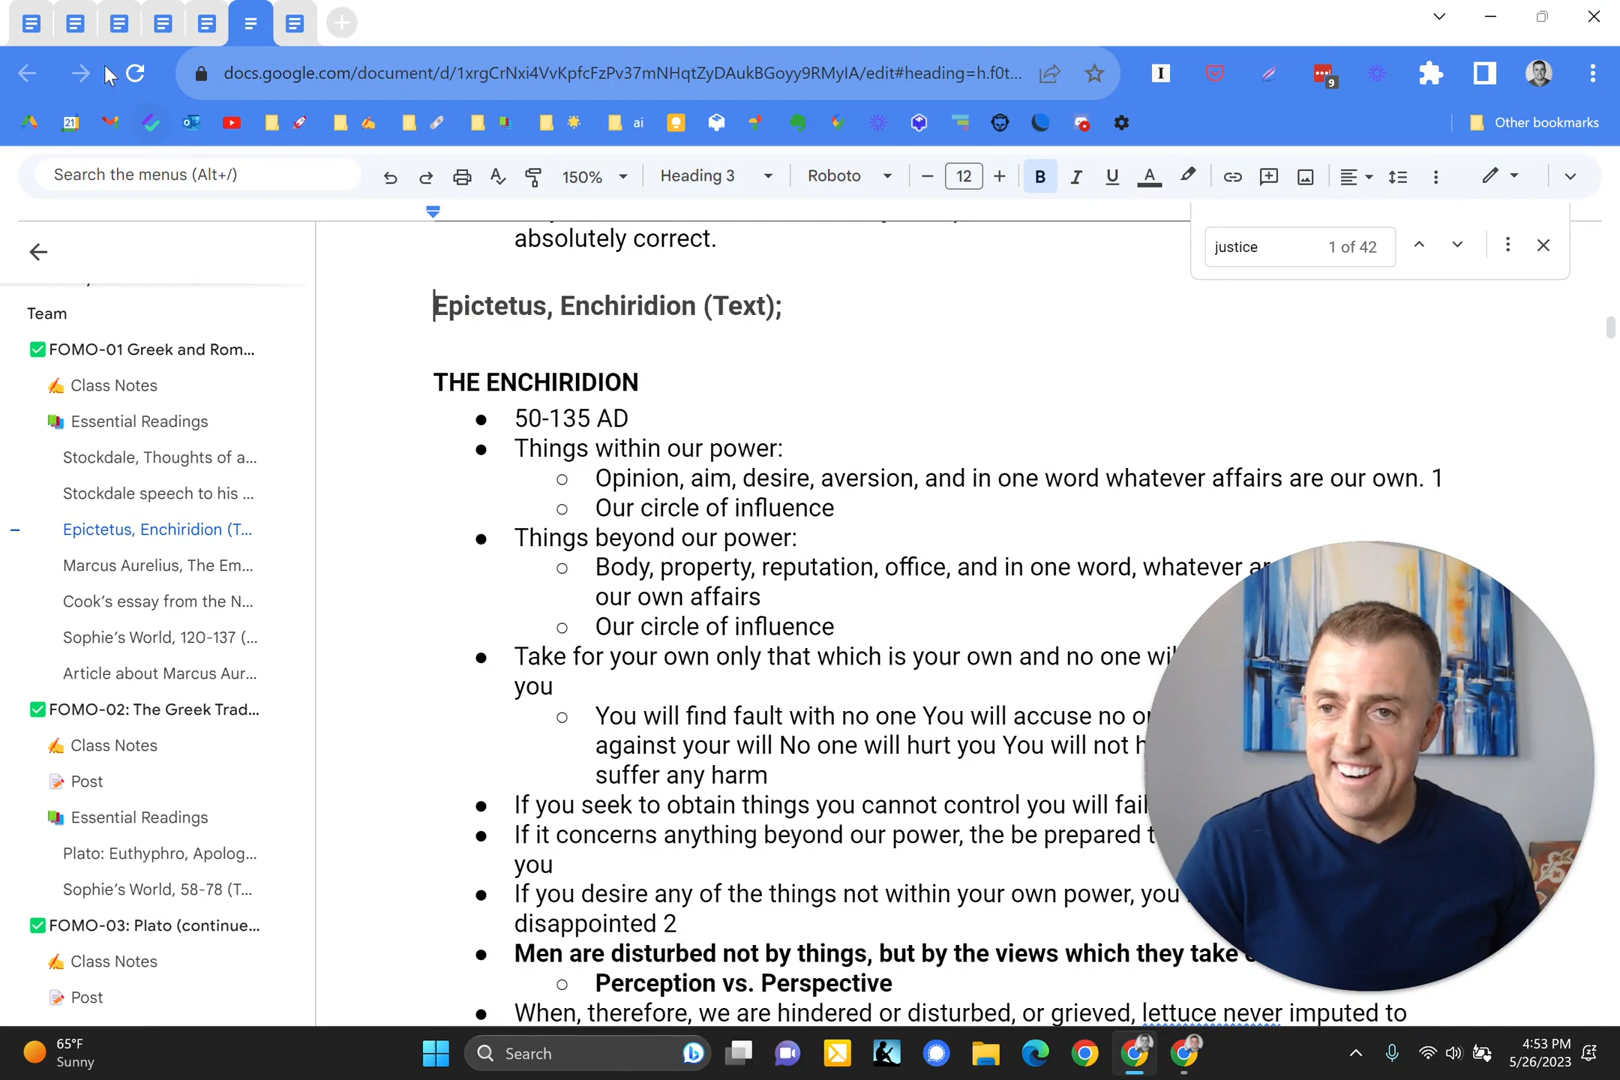 docs.google.com/document/d/1xrgCrNxi4VvKpfcFzPv37mNHqtZyDAukBGoyy9RMyIA/edit#heading=h.f0t...
9
21
ai
Other bookmarks
Search the menus (Alt+/)
150%
Heading 3
Roboto
12
B
I
U
A
justice
1 of 42
absolutely correct.
Team
FOMO-01 Greek and Rom...
Class Notes
Essential Readings
Stockdale, Thoughts of a...
Stockdale speech to his ...
Epictetus, Enchiridion (T...
Marcus Aurelius, The Em...
Cook's essay from the N...
Sophie's World, 120-137 (...
Article about Marcus Aur...
FOMO-02: The Greek Trad...
Class Notes
Post
Essential Readings
Plato: Euthyphro, Apolog...
Sophie's World, 58-78 (T...
FOMO-03: Plato (continue...
Class Notes
Post
Epictetus, Enchiridion (Text);
THE ENCHIRIDION
50-135 AD
Things within our power:
Opinion, aim, desire, aversion, and in one word whatever affairs are our own. 1
Our circle of influence
Things beyond our power:
Body, property, reputation, office, and in one word, whatever
our own affairs
Our circle of influence
Take for your own only that which is your own and no one
you
You will find fault with no one You will accuse no
against your will No one will hurt you You will not
suffer any harm
If you seek to obtain things you cannot control you will
If it concerns anything beyond our power, the be prepared
you
If you desire any of the things not within your own power, you
disappointed 2
Men are disturbed not by things, but by the views which they take
Perception vs. Perspective
When, therefore, we are hindered or disturbed, or grieved, lettuce never imputed to
65°F
Sunny
Search
4:53 PM
5/26/2023